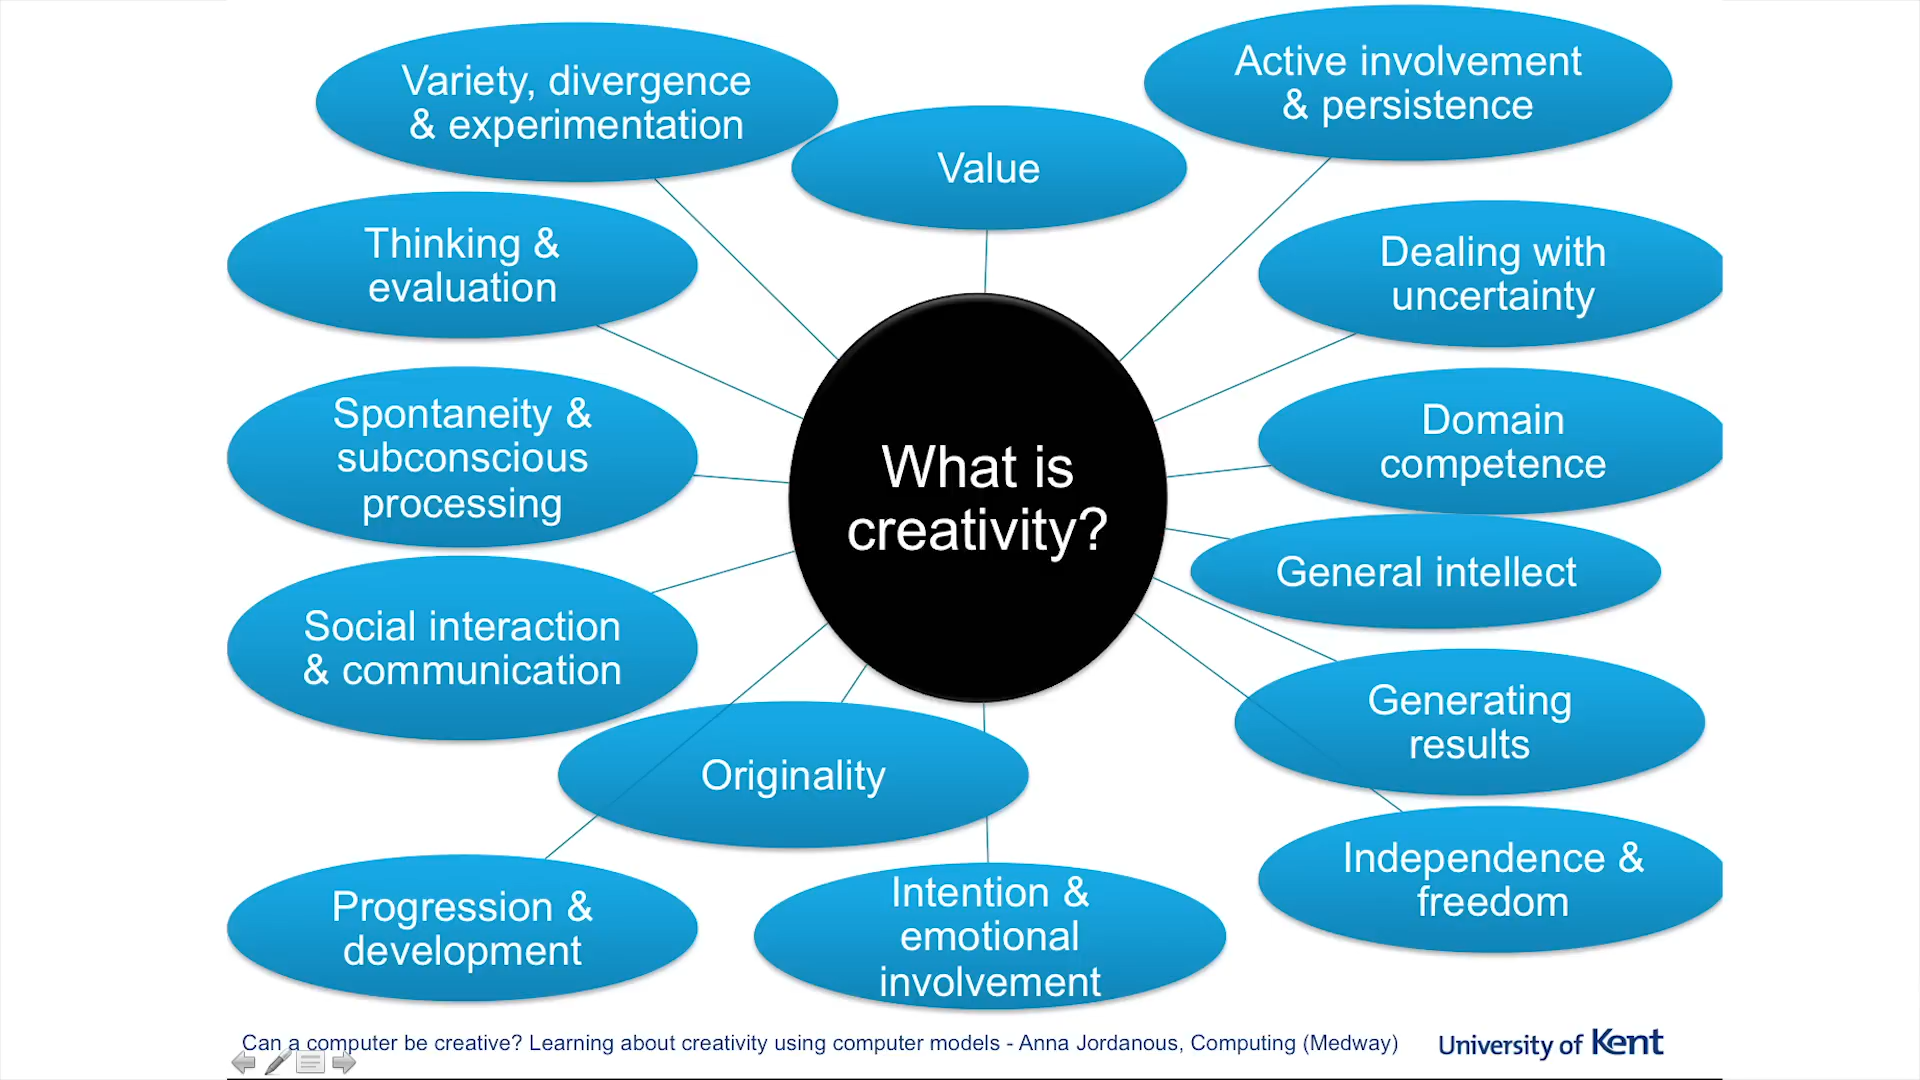 Variety, divergence
& experimentation
Value
Active involvement
& persistence
Thinking &
evaluation
Dealing with
uncertainty
Spontaneity &
subconscious
processing
What is
creativity?
Domain
competence
General intellect
Social interaction
& communication
Generating
results
Originality
Independence &
freedom
Progression &
development
Intention &
emotional
involvement
Can a computer be creative? Learning about creativity using computer models - Anna Jordanous, Computing (Medway)
University of Kent